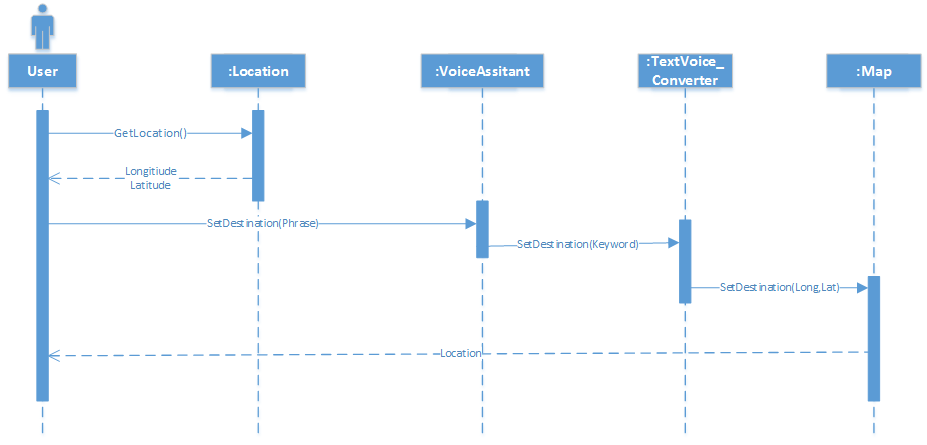 User
:Location
:VoiceAssitant
:TextVoice_
Converter
:Map
GetLocation()
Longitiude
Latitude
SetDestination(Phrase)
SetDestination(Keyword)
SetDestination(Long,Lat)
Location